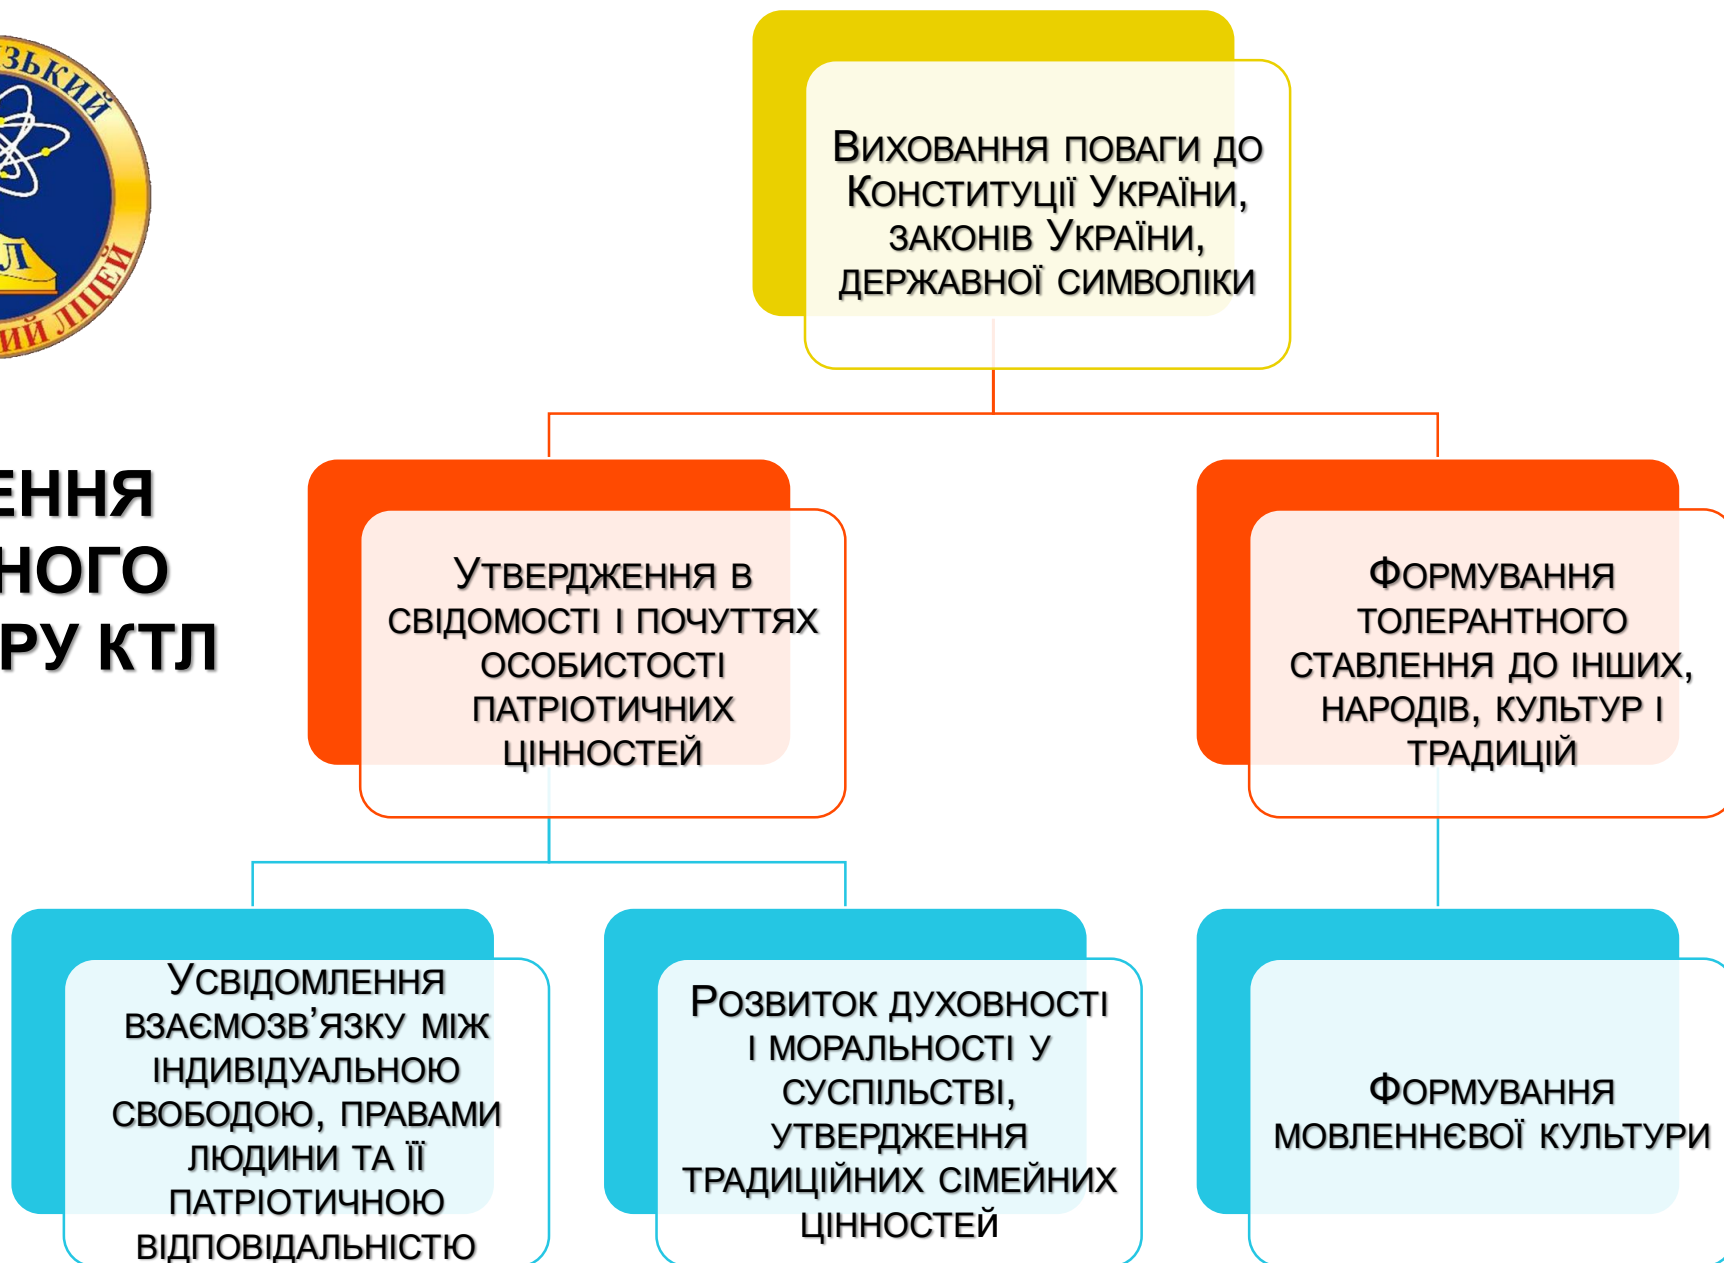 Виховання поваги до
Конституції України,
законів України,
державної символіки
РУ КТЛ
Утвердження в
свідомості і почуттях
особистості
патріотичних
цінностей
Формування
толерантного
ставлення до інших,
народів, культур і
традицій
Усвідомлення
взаємозв’язку між
індивідуальною
свободою, правами
людини та її
патріотичною
відповідальністю
Розвиток духовності
і моральності у
суспільстві,
утвердження
традиційних сімейних
цінностей
Формування
мовленнєвої культури
ЛІЦЕЙ